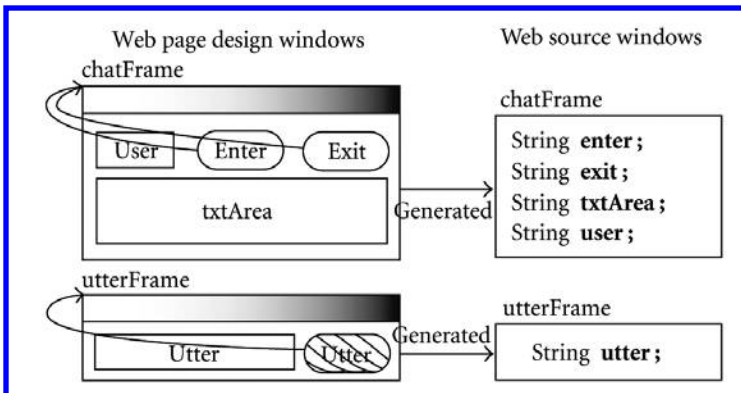 Web page design windows
Web source windows
chatFrame
User
Enter
Exit
txtArea
Generated
chatFrame
String enter;
String exit;
String txtArea;
String user;
utterFrame
Utter
Utter
Generated
utterFrame
String utter;